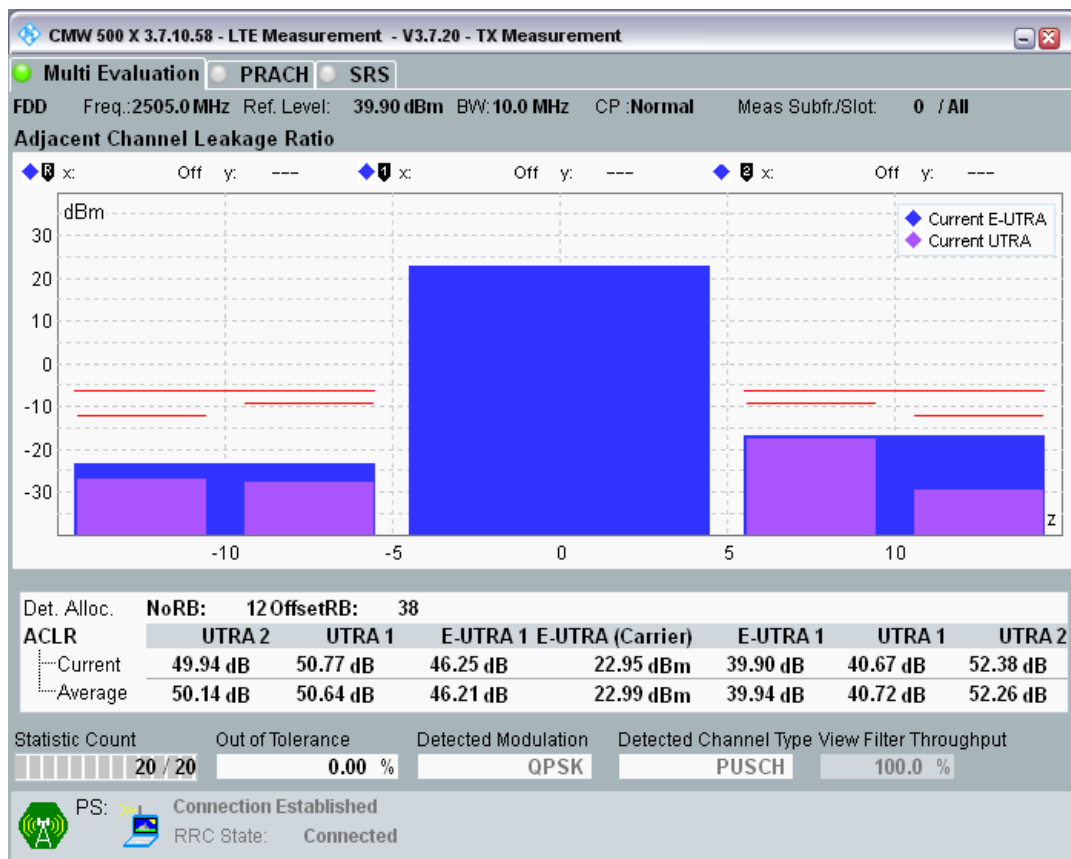 CMW 500 X 3.7.10.58 - LTE Measurement - V3.7.20 - TX Measurement
Multi Evaluation PRACH SRS
FDD Freq.:2505.0 MHz Ref. Level: 39.90 dBm BW:10.0 MHz CP :Normal Meas Subfr./Slot: 0 / All
Adjacent Channel Leakage Ratio
R x: Off y: --- 1 x: Off y: --- 2 x: Off y: ---
dBm
Current E-UTRA
Current UTRA
30
20
10
0
-10
-20
-30
z
-10 -5 0 5 10
Det. Alloc. NoRB: 12 OffsetRB: 38
ACLR UTRA 2 UTRA 1 E-UTRA 1 E-UTRA (Carrier) E-UTRA 1 UTRA 1 UTRA 2
Current 49.94 dB 50.77 dB 46.25 dB 22.95 dBm 39.90 dB 40.67 dB 52.38 dB
Average 50.14 dB 50.64 dB 46.21 dB 22.99 dBm 39.94 dB 40.72 dB 52.26 dB
Statistic Count Out of Tolerance Detected Modulation Detected Channel Type View Filter Throughput
20 / 20 0.00 % QPSK PUSCH 100.0 %
PS: Connection Established
RRC State: Connected